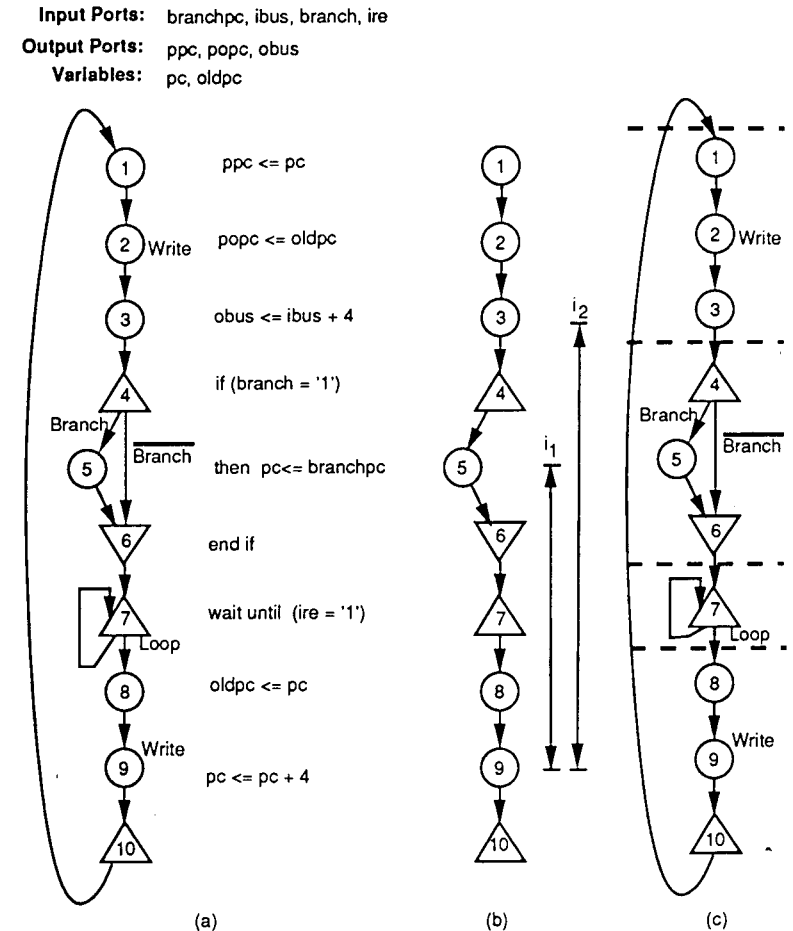 Input Ports: branchpc, ibus, branch, ire
Output Ports: ppc, popc, obus
Variables: pc, oldpc
1
ppc <= pc
2
Write
popc <= oldpc
3
obus <= ibus + 4
4
if (branch = '1')
Branch
Branch
5
then pc<= branchpc
6
end if
7
wait until (ire = '1')
Loop
8
oldpc <= pc
Write
9
pc <= pc + 4
10
(a)
1
2
3
i2
4
i1
5
6
7
8
9
10
(b)
1
2
Write
3
4
Branch
Branch
5
6
7
Loop
8
Write
9
10
(c)